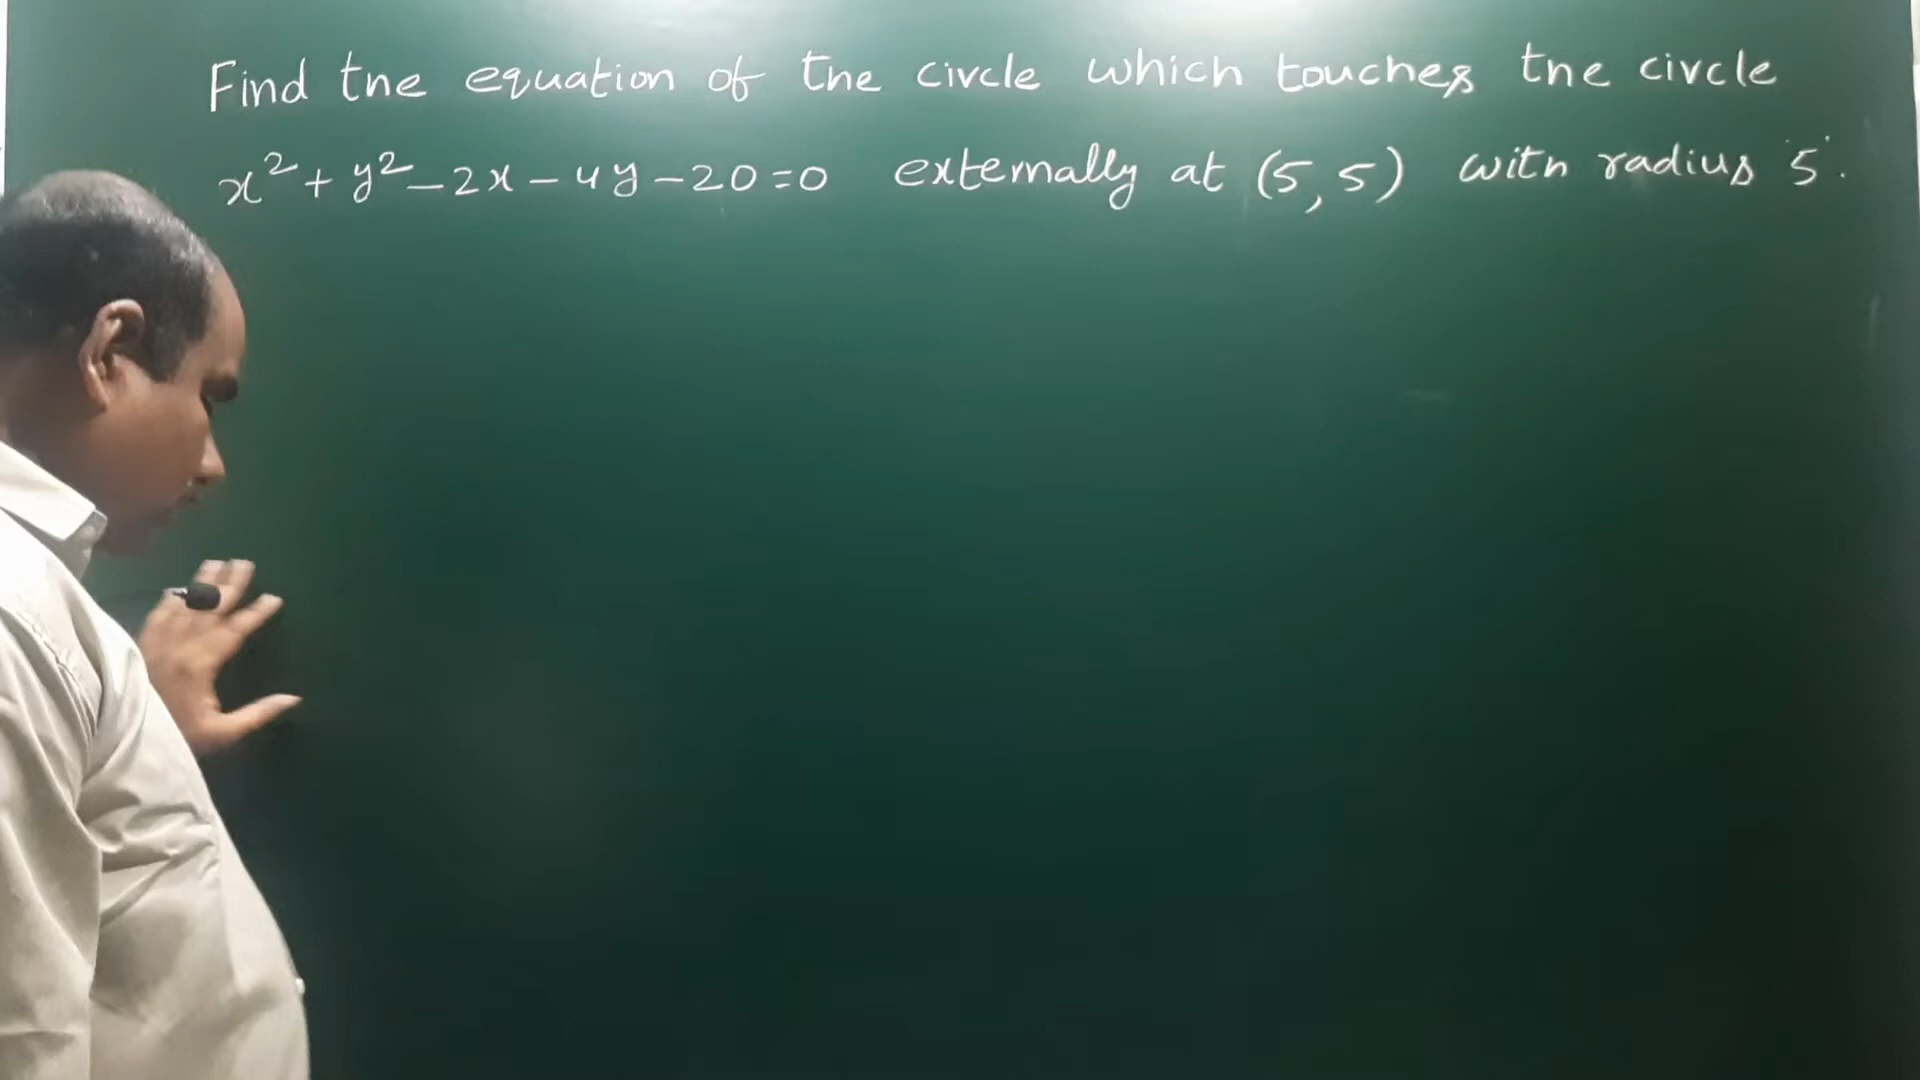 Find the equation of the circle which touches the circle
x²+y²-2x-4y-20=0 externally at (5,5) with radius 5.